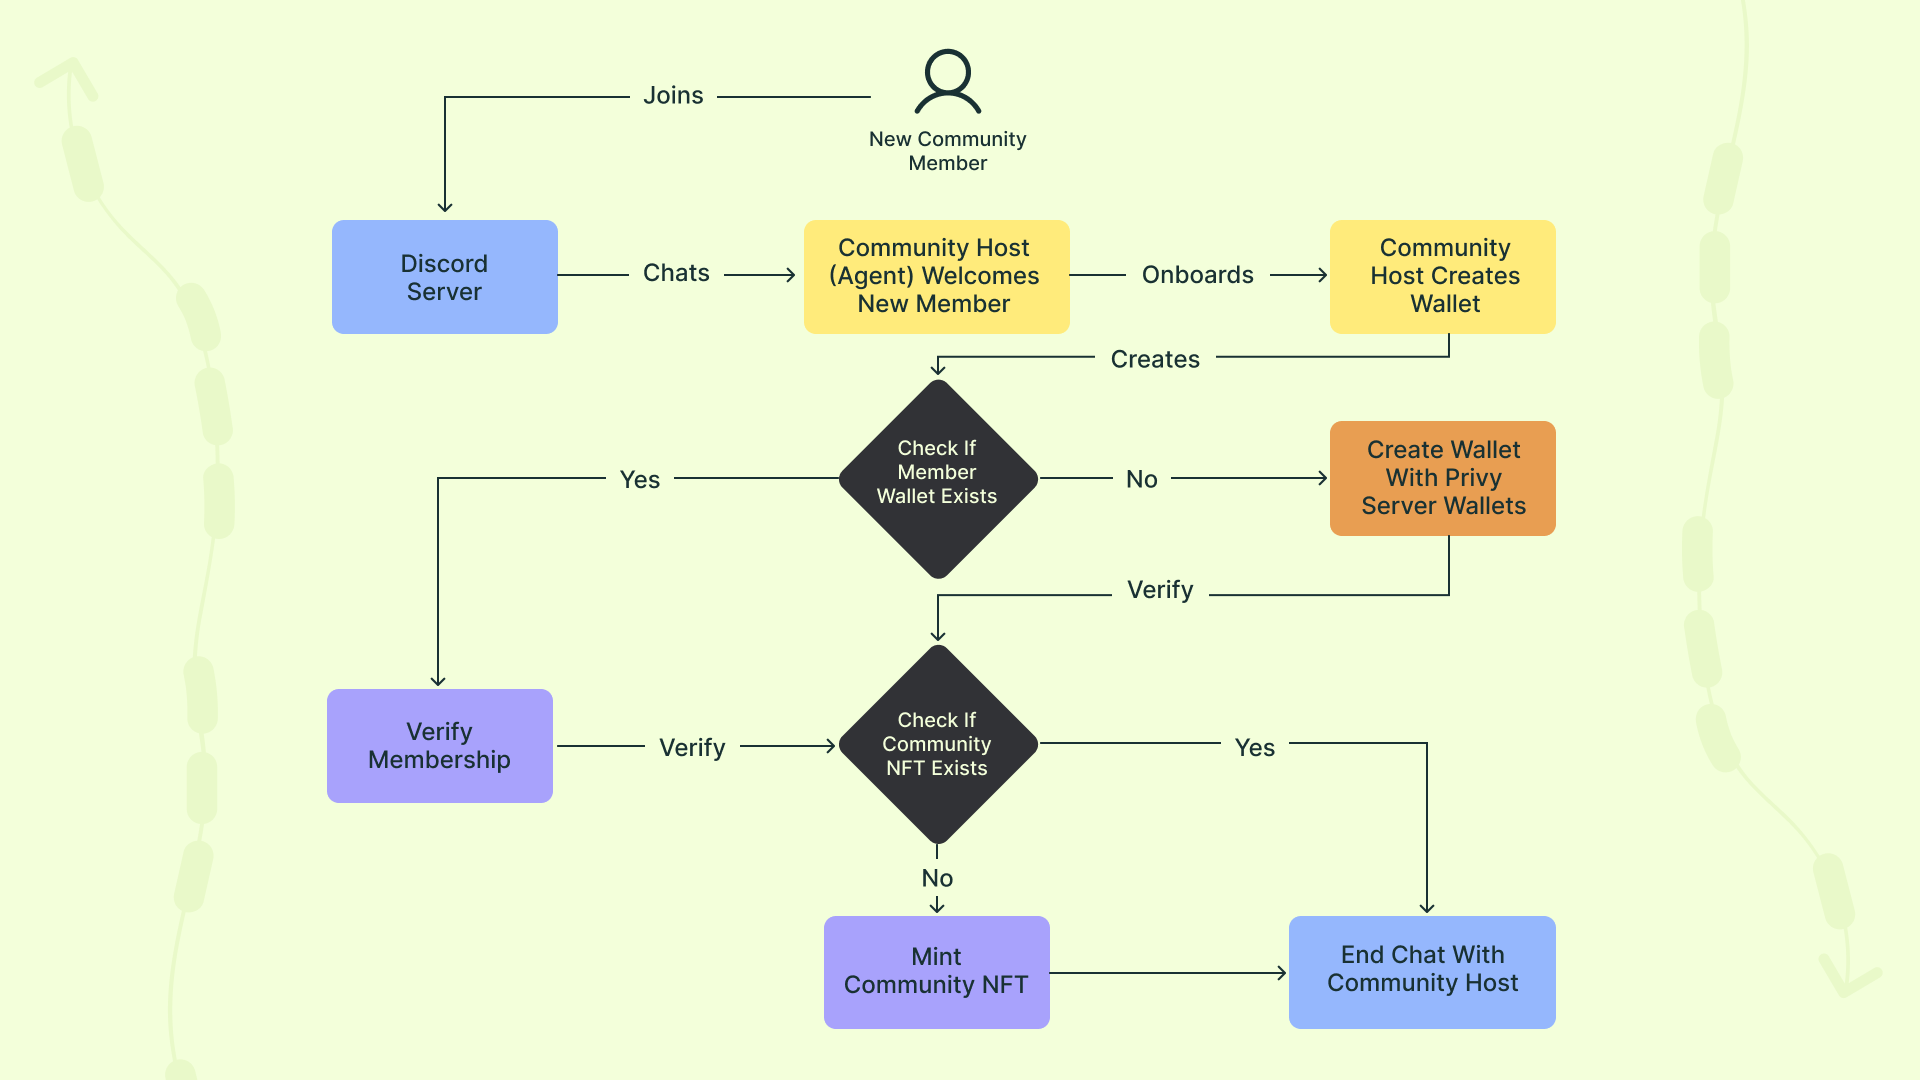 Joins
New Community
Member
Discord
Server
Chats
Community Host
(Agent) Welcomes
New Member
Onboards
Community
Host Creates
Wallet
Creates
Check If
Member
Wallet Exists
Yes
No
Create Wallet
With Privy
Server Wallets
Verify
Verify
Membership
Verify
Check If
Community
NFT Exists
Yes
No
Mint
Community NFT
End Chat With
Community Host